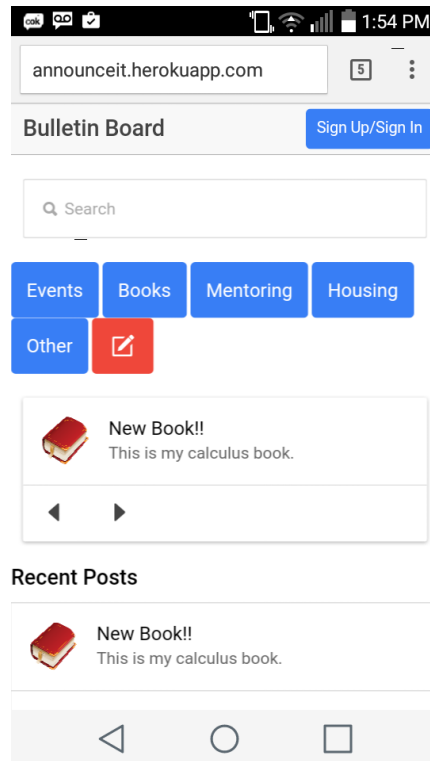 cok 1:54 PM
announceit.herokuapp.com 5
Bulletin Board Sign Up/Sign In
Search
Events Books Mentoring Housing
Other
New Book!!
This is my calculus book.
Recent Posts
New Book!!
This is my calculus book.